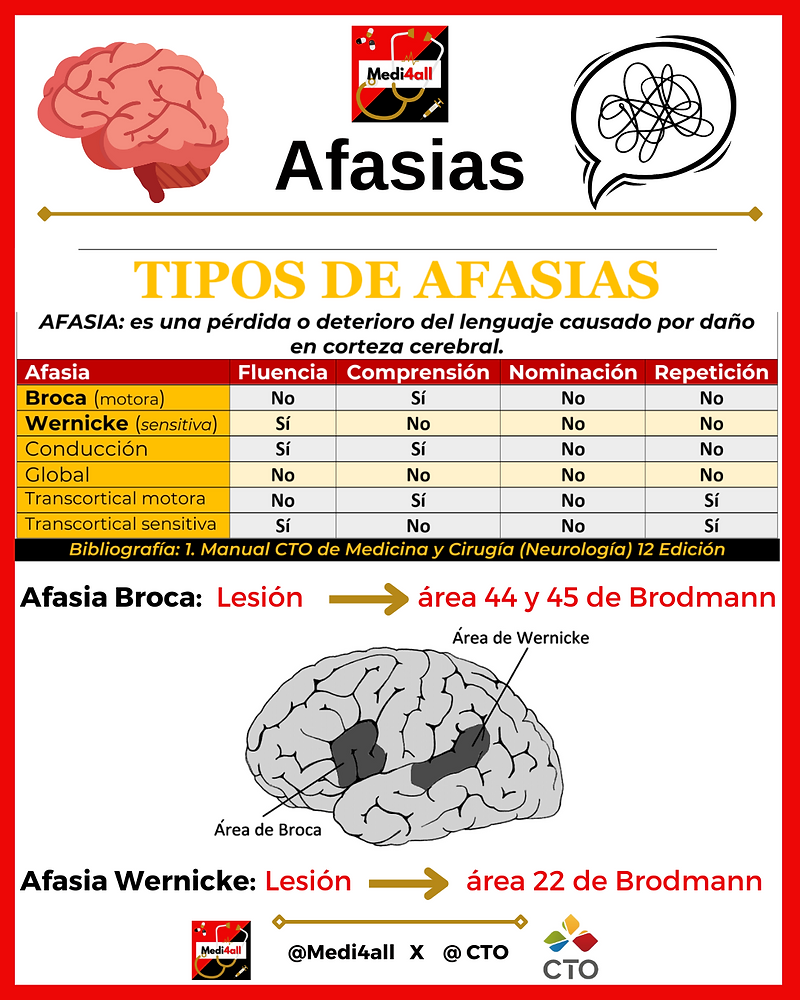 Medi4all
Afasias
TIPOS DE AFASIAS
AFASIA: es una pérdida o deterioro del lenguaje causado por daño
en corteza cerebral.
Afasia Fluencia Comprensión Nominación Repetición
Broca (motora) No Sí No No
Wernicke (sensitiva) Sí No No No
Conducción Sí Sí No No
Global No No No No
Transcortical motora No Sí No Sí
Transcortical sensitiva Sí No No Sí
Bibliografía: 1. Manual CTO de Medicina y Cirugía (Neurología) 12 Edición
Afasia Broca: Lesión área 44 y 45 de Brodmann
Área de Wernicke
Área de Broca
Afasia Wernicke: Lesión área 22 de Brodmann
Medi4all
@Medi4all X @ CTO
CTO